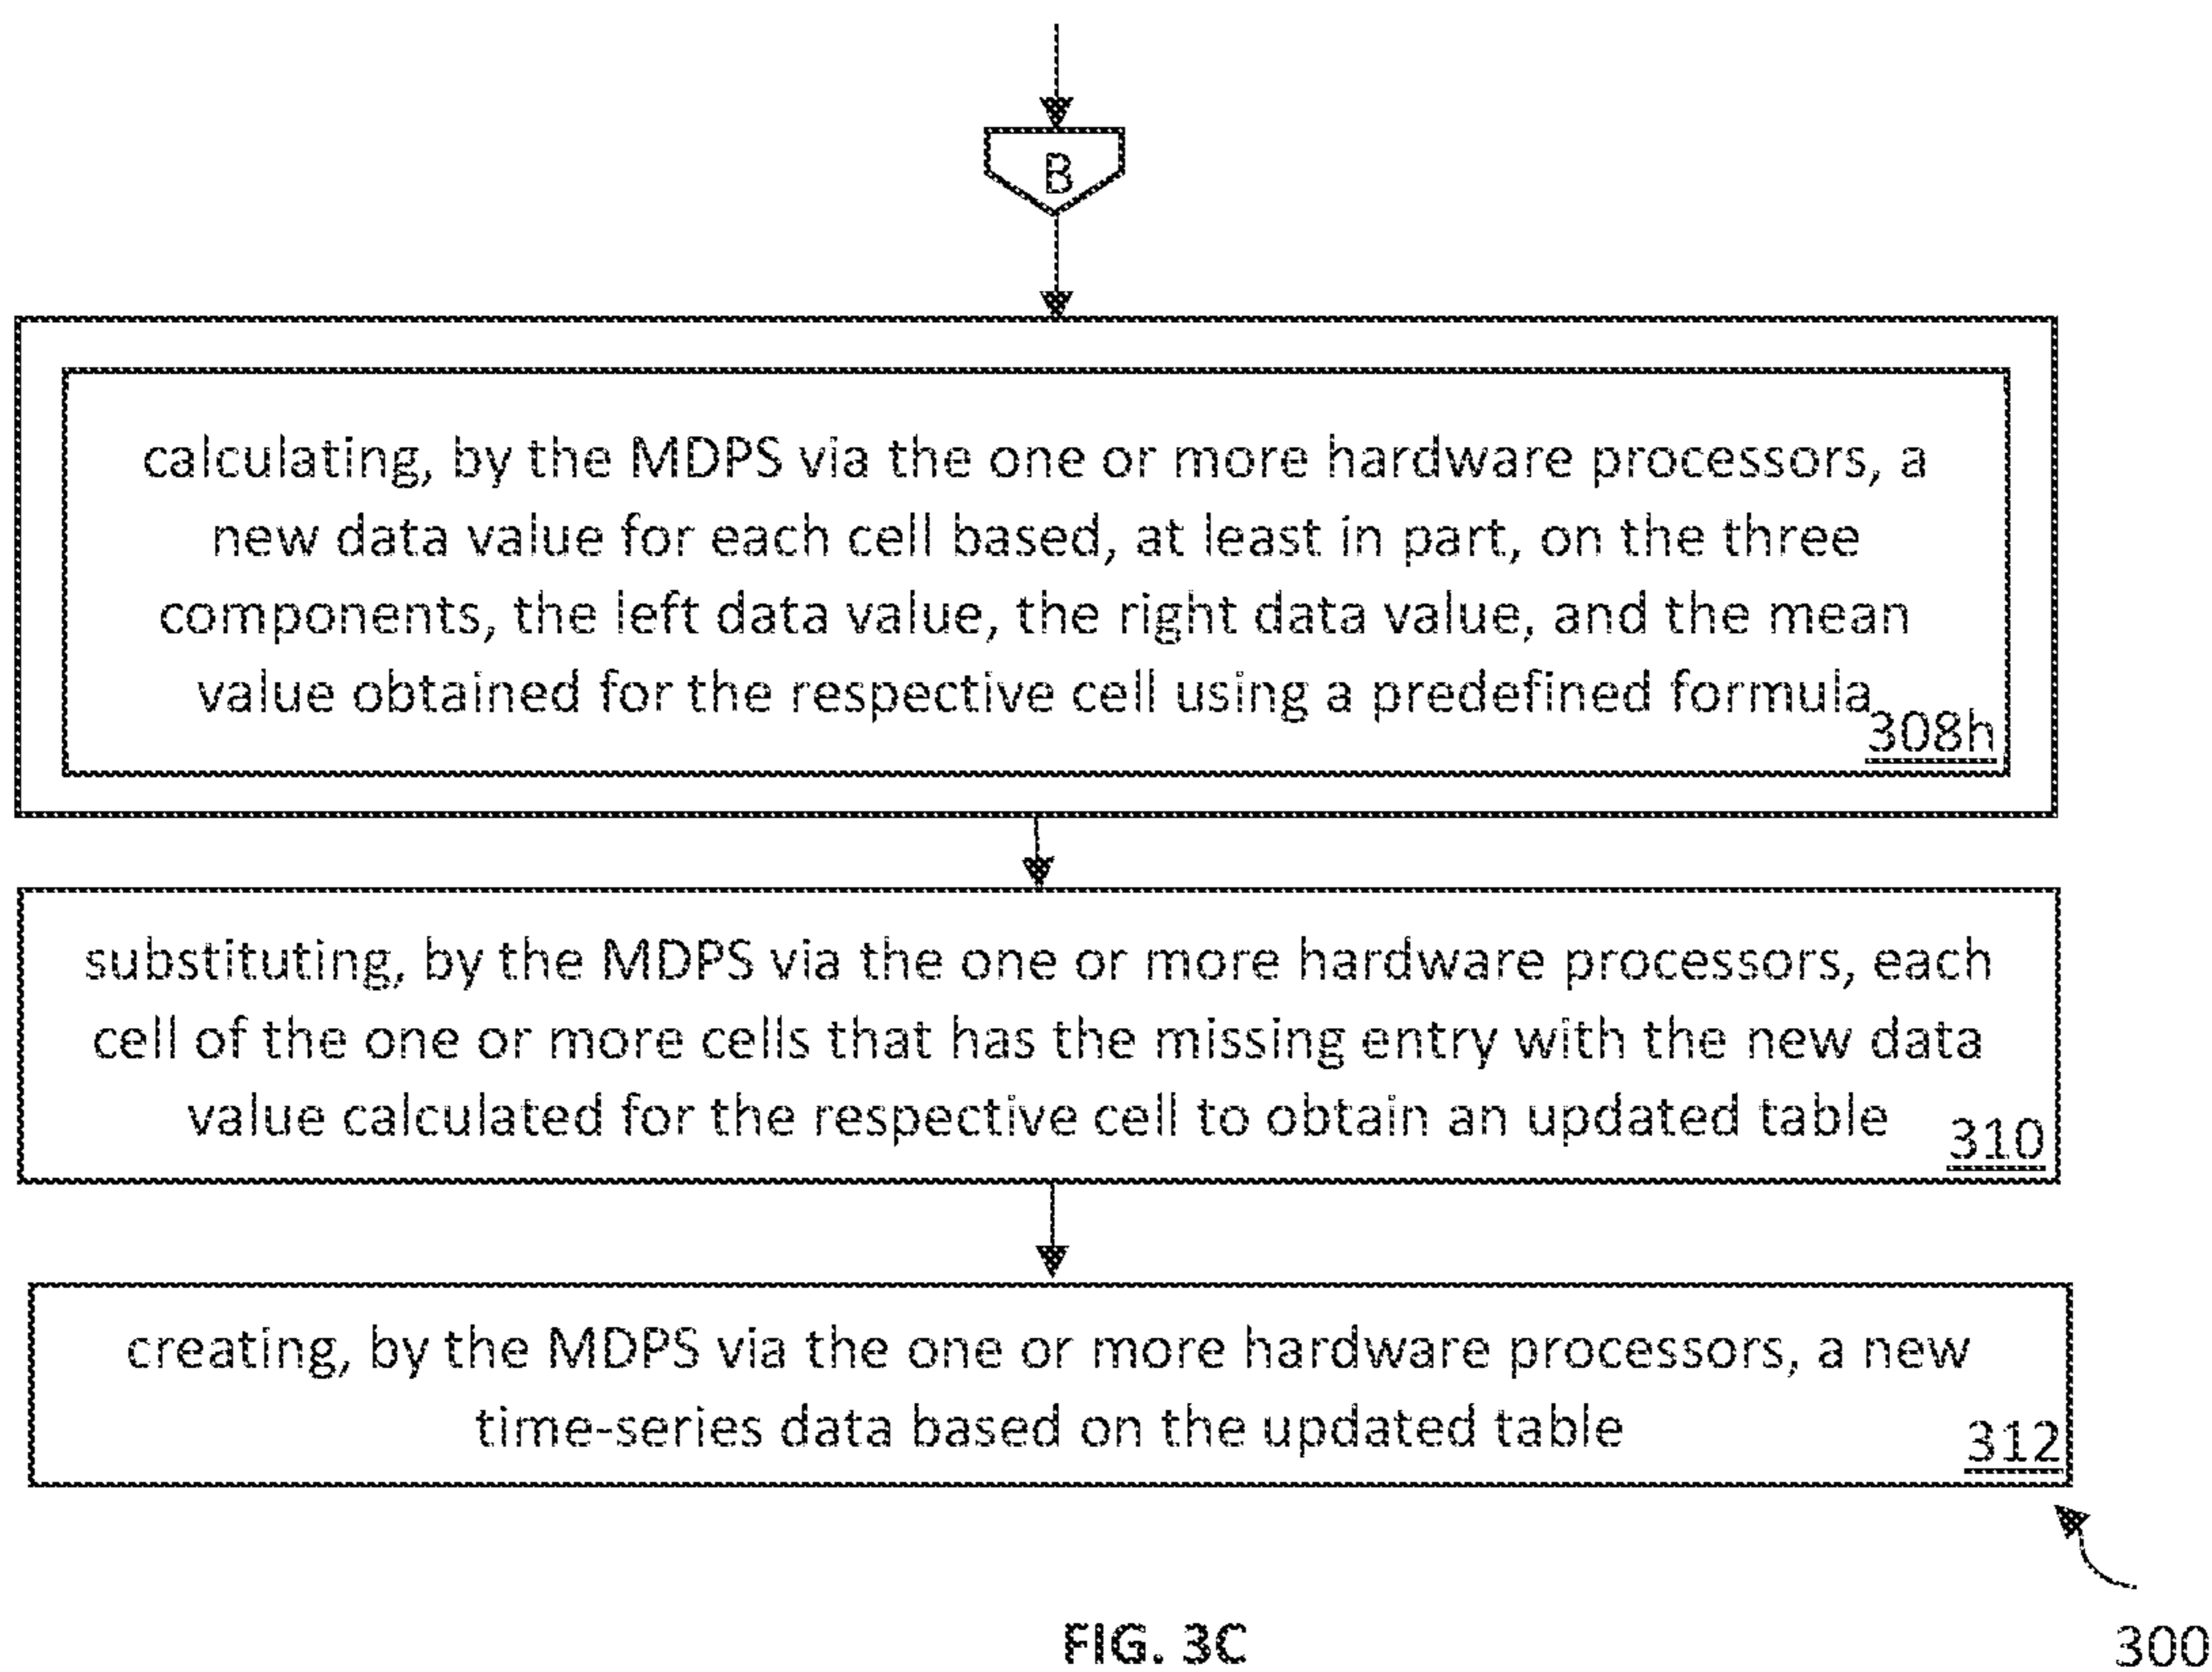 B
calculating, by the MDPS via the one or more hardware processors, a
new data value for each cell based, at least in part, on the three
components, the left data value, the right data value, and the mean
value obtained for the respective cell using a predefined formula
308h
substituting, by the MDPS via the one or more hardware processors, each
cell of the one or more cells that has the missing entry with the new data
value calculated for the respective cell to obtain an updated table
310
creating, by the MDPS via the one or more hardware processors, a new
time-series data based on the updated table
312
300
FIG. 3C